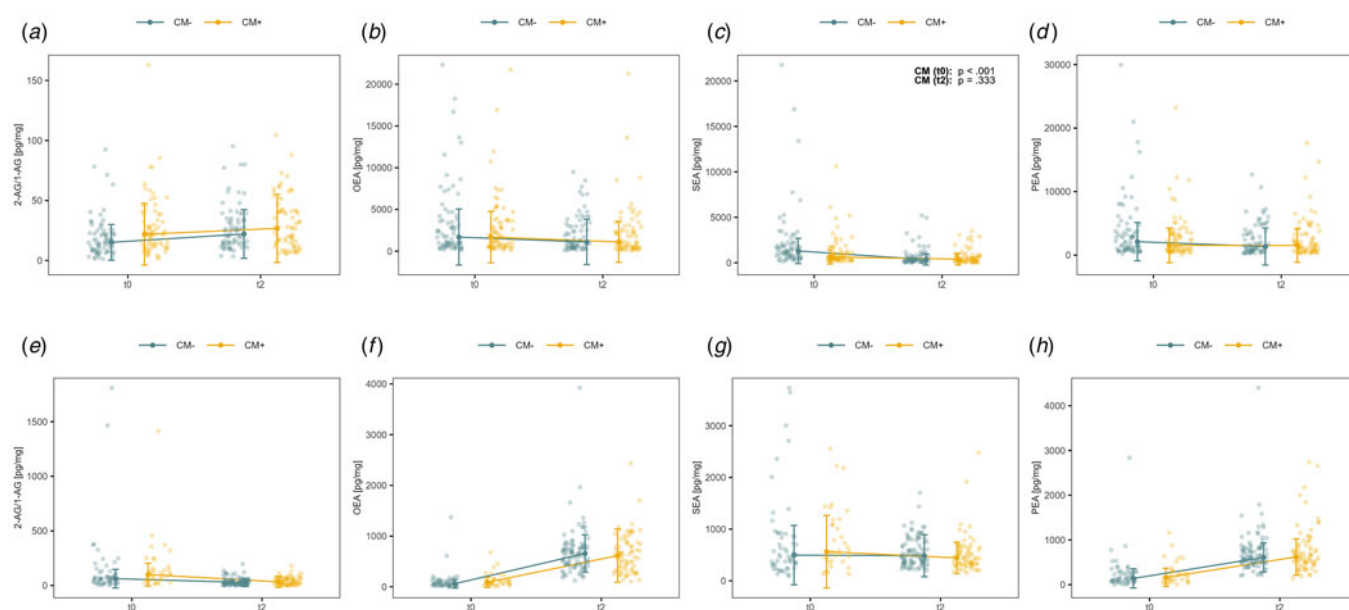 (a) CM- CM+
2-AG/1-AG [pg/mg]
150
100
50
0
t0 t2
(b) CM- CM+
OEA [pg/mg]
20000
15000
10000
5000
0
t0 t2
(c) CM- CM+
CM (t0): p < .001
CM (t2): p = .333
SEA [pg/mg]
20000
15000
10000
5000
0
t0 t2
(d) CM- CM+
PEA [pg/mg]
30000
20000
10000
0
t0 t2
(e) CM- CM+
2-AG/1-AG [pg/mg]
1500
1000
500
0
t0 t2
(f) CM- CM+
OEA [pg/mg]
4000
3000
2000
1000
0
t0 t2
(g) CM- CM+
SEA [pg/mg]
3000
2000
1000
0
t0 t2
(h) CM- CM+
PEA [pg/mg]
4000
3000
2000
1000
0
t0 t2